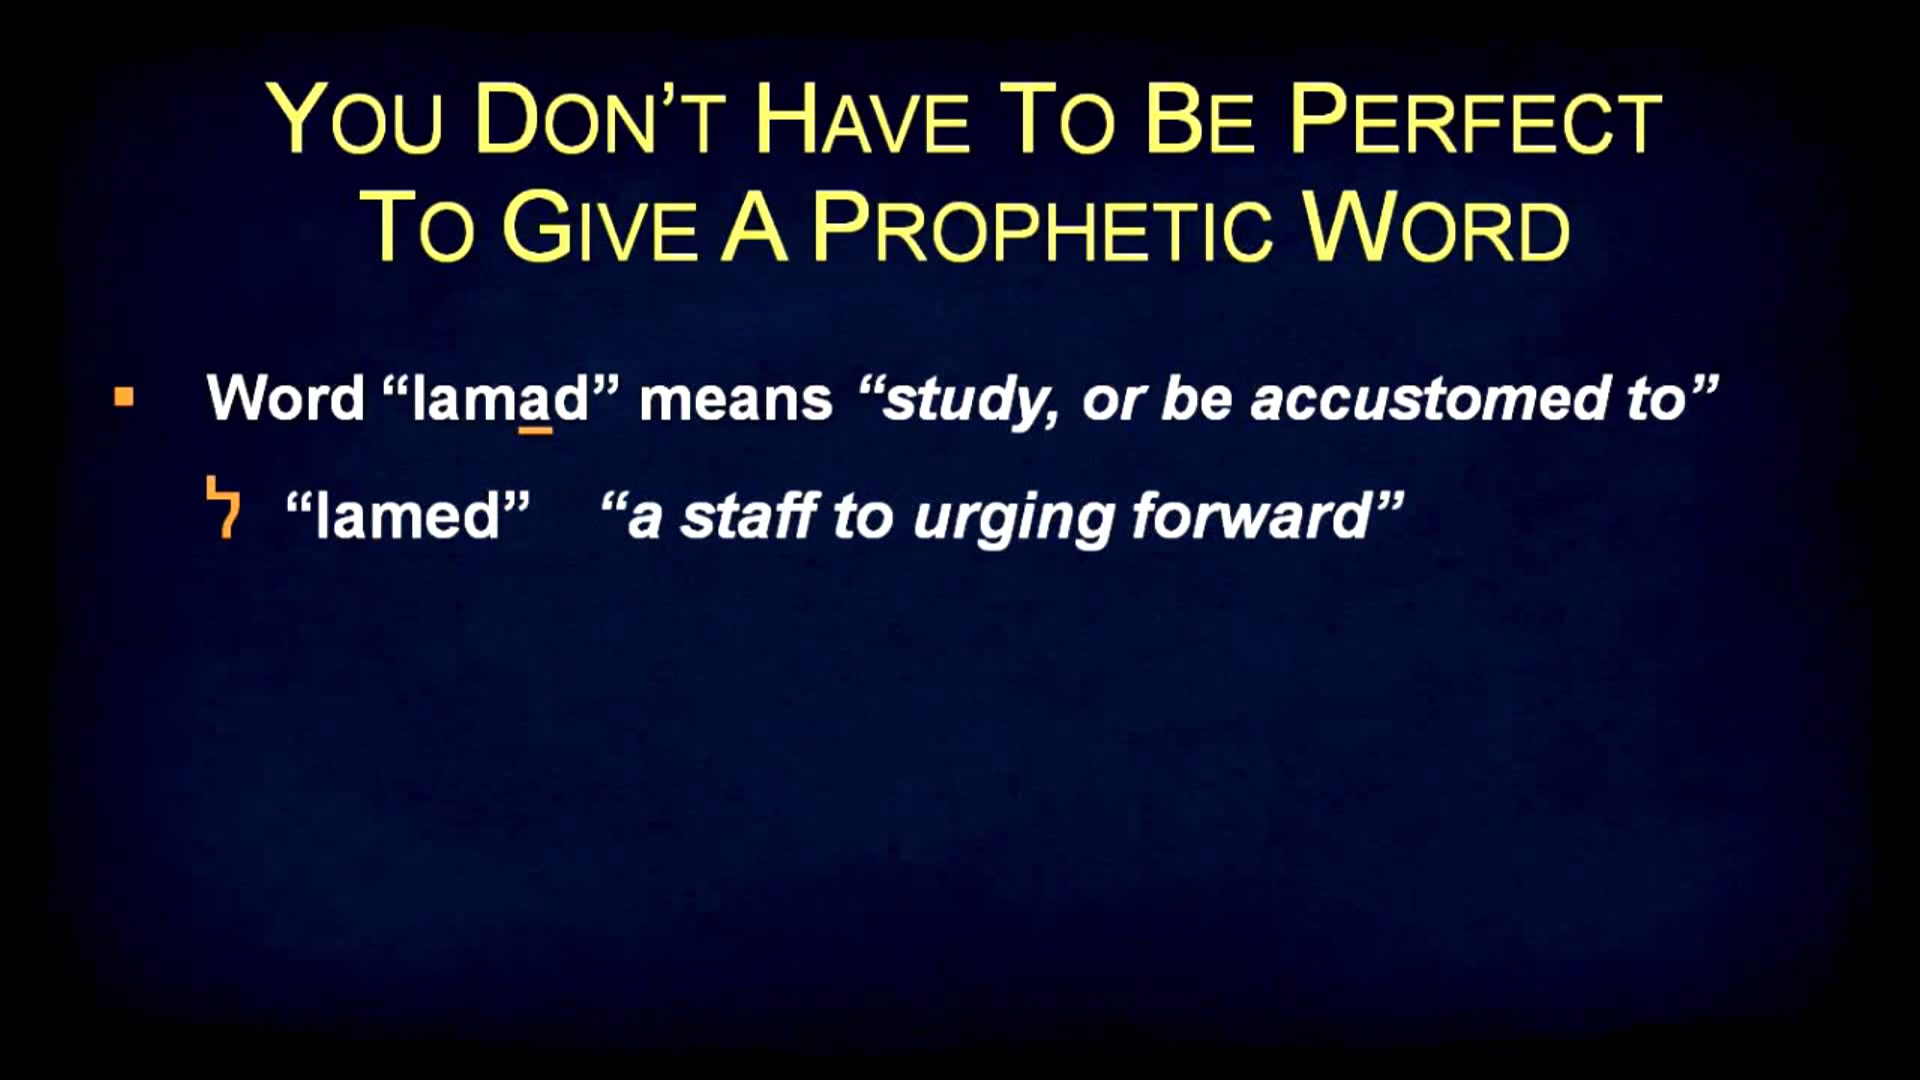 You Don’t Have To Be Perfect
To Give A Prophetic Word
▪ Word “lamad” means “study, or be accustomed to”
ל “lamed” “a staff to urging forward”